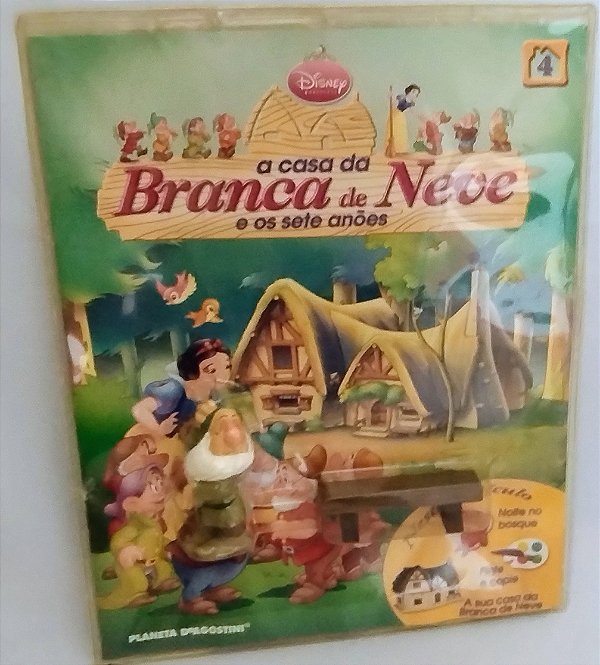 4
Disney
a casa da
Branca de Neve
e os sete anões
Noite no
bosque
e copie
A sua casa da
Branca de Neve
PLANETA DeAGOSTINI